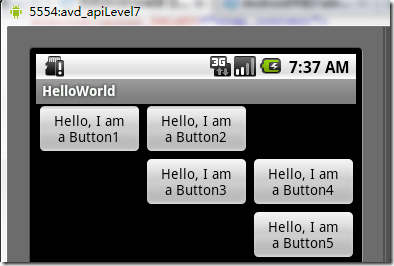 5554:avd_apiLevel7
3G 7:37 AM
HelloWorld
Hello, I am
a Button1
Hello, I am
a Button2
Hello, I am
a Button3
Hello, I am
a Button4
Hello, I am
a Button5